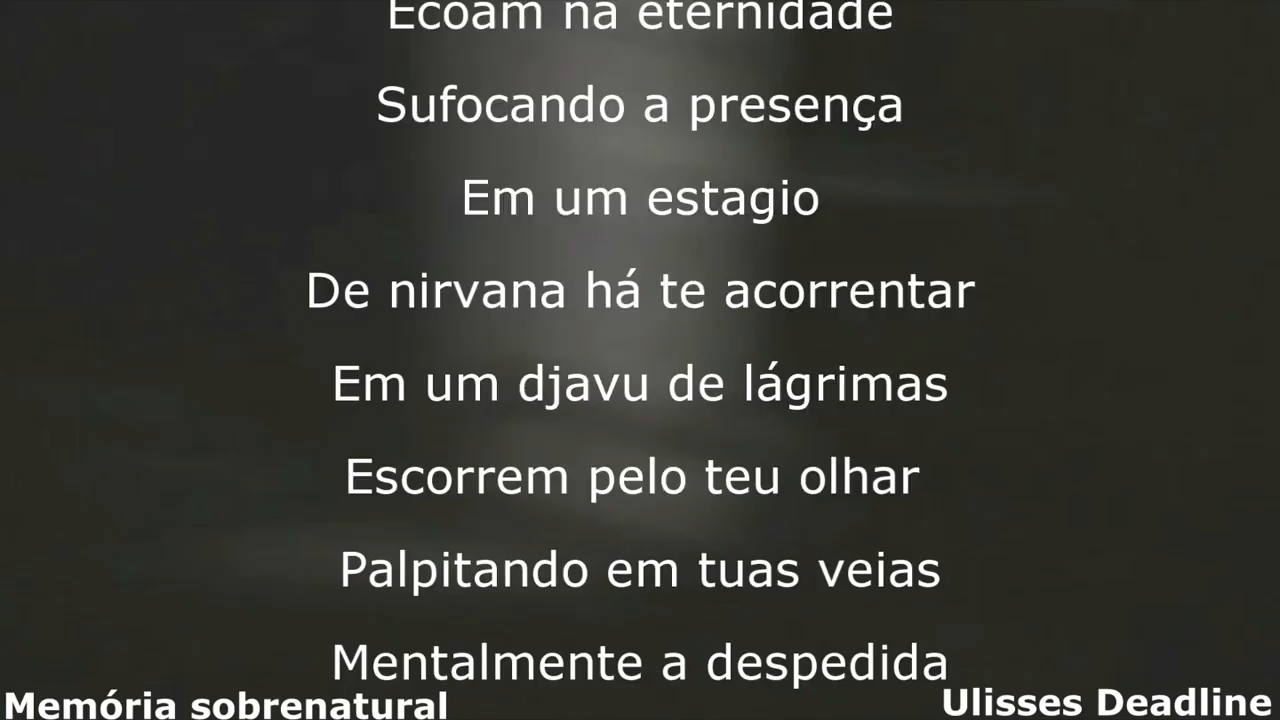 Ecoam na eternidade
Sufocando a presença
Em um estagio
De nirvana há te acorrentar
Em um djavu de lágrimas
Escorrem pelo teu olhar
Palpitando em tuas veias
Mentalmente a despedida
Memória sobrenatural
Ulisses Deadline